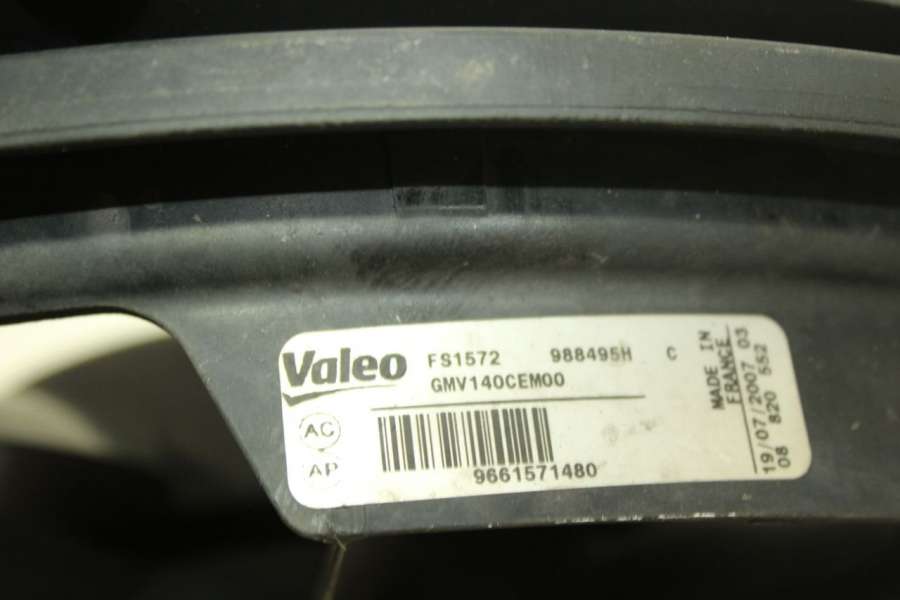 Valeo FS1572 988495H C
GMV140CEM00
AC
AP
9661571480
MADE IN
FRANCE
19/07/2007 03
08 820 552